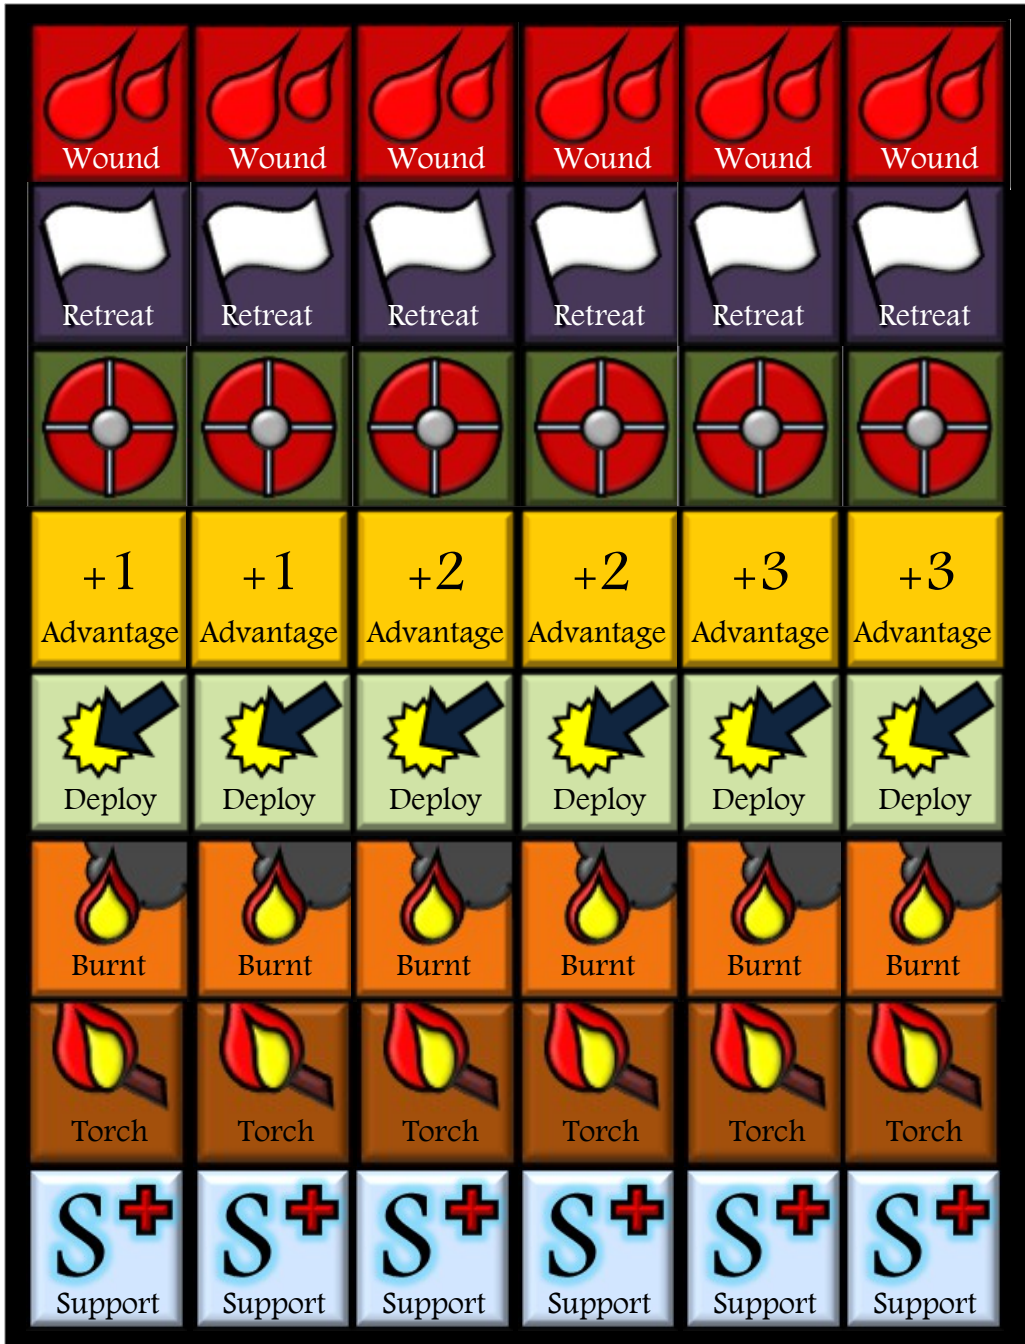 Wound Wound Wound Wound Wound Wound
Retreat Retreat Retreat Retreat Retreat Retreat
+1 +1 +2 +2 +3 +3
Advantage Advantage Advantage Advantage Advantage Advantage
Deploy Deploy Deploy Deploy Deploy Deploy
Burnt Burnt Burnt Burnt Burnt Burnt
Torch Torch Torch Torch Torch Torch
S+ S+ S+ S+ S+ S+
Support Support Support Support Support Support